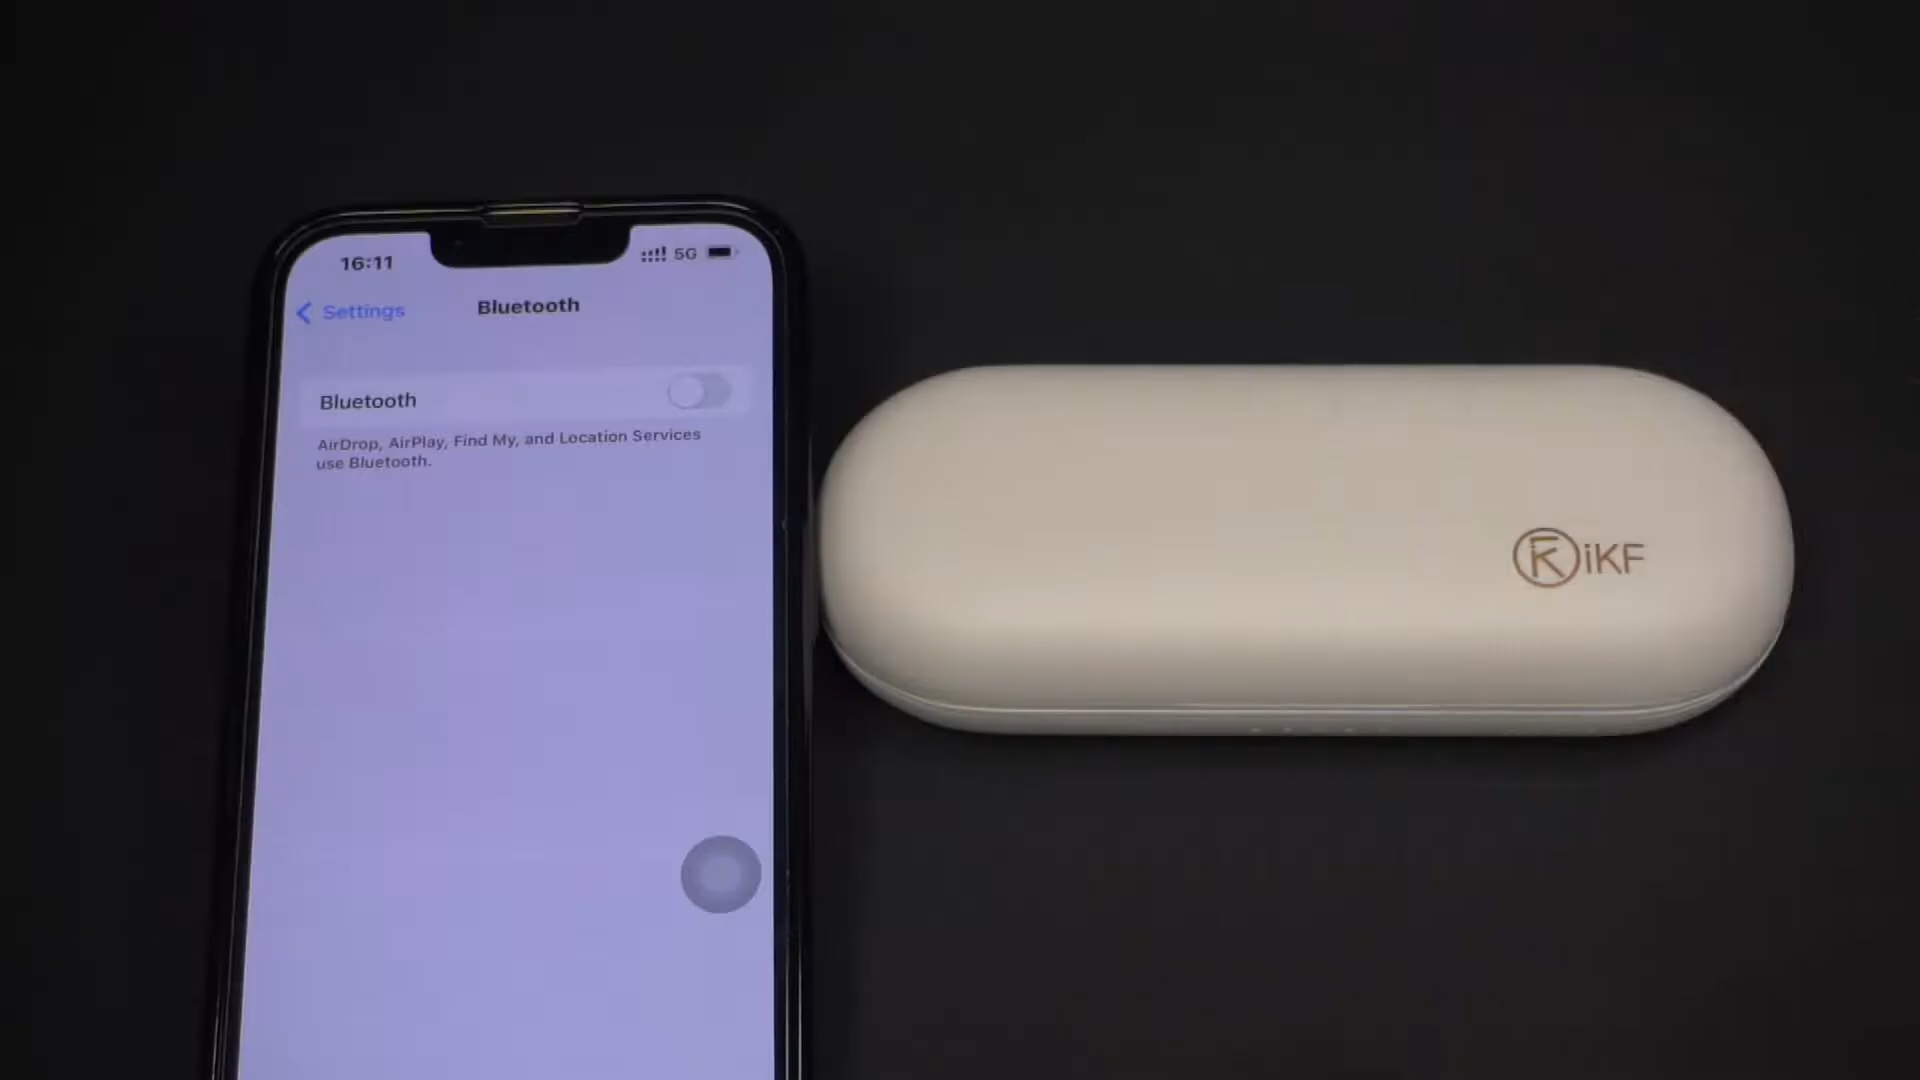 16:11
5G
Settings
Bluetooth
Bluetooth
AirDrop, AirPlay, Find My, and Location Services
use Bluetooth.
iKF